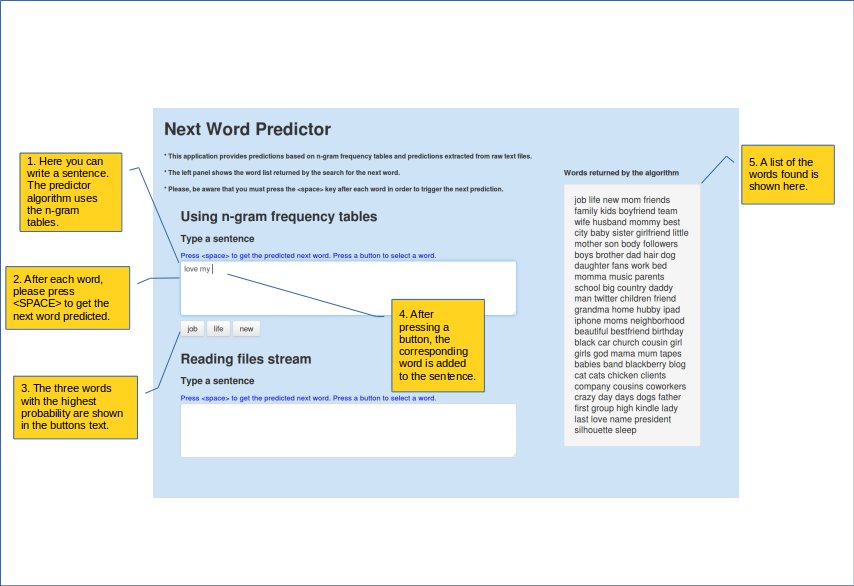 Next Word Predictor
* This application provides predictions based on n-gram frequency tables and predictions extracted from raw text files.
* The left panel shows the word list returned by the search for the next word.
* Please, be aware that you must press the <space> key after each word in order to trigger the next prediction.
Using n-gram frequency tables
Type a sentence
Press <space> to get the predicted next word. Press a button to select a word.
love my
job life new
Reading files stream
Type a sentence
Press <space> to get the predicted next word. Press a button to select a word.
Words returned by the algorithm
job life new mom friends
family kids boyfriend team
wife husband mommy best
city baby sister girlfriend little
mother son body followers
boys brother dad hair dog
daughter fans work bed
momma music parents
school big country daddy
man twitter children friend
grandma home hubby ipad
iphone moms neighborhood
beautiful bestfriend birthday
black car church cousin girl
girls god mama mum tapes
babies band blackberry blog
cat cats chicken clients
company cousins coworkers
crazy day days dogs father
first group high kindle lady
last love name president
silhouette sleep
1. Here you can
write a sentence.
The predictor
algorithm uses
the n-gram
tables.
2. After each word,
please press
<SPACE> to get the
next word predicted.
3. The three words
with the highest
probability are shown
in the buttons text.
4. After
pressing a
button, the
corresponding
word is added
to the sentence.
5. A list of the
words found is
shown here.